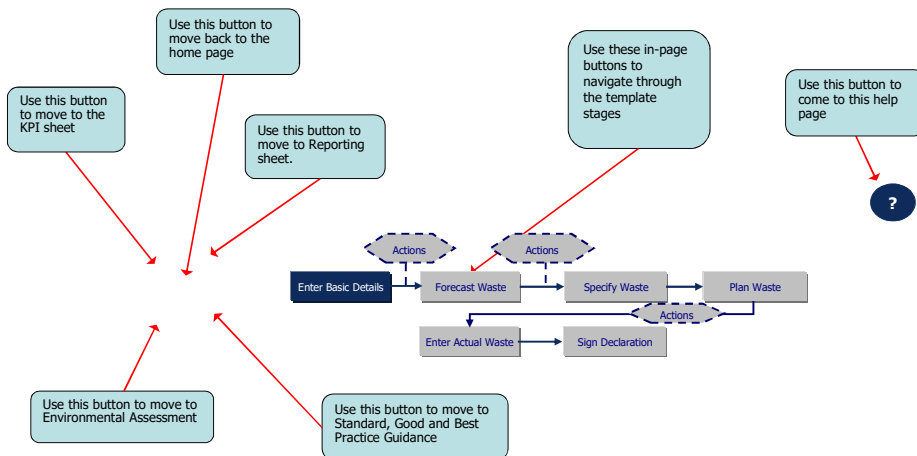 Use this button to
move back to the
home page
Use these in-page
buttons to
navigate through
the template
stages
Use this button to
come to this help
page
Use this button
to move to the
KPI sheet
Use this button to
move to Reporting
sheet.
?
Actions
Actions
Enter Basic Details
Forecast Waste
Specify Waste
Plan Waste
Actions
Enter Actual Waste
Sign Declaration
Use this button to move to
Environmental Assessment
Use this button to move to
Standard, Good and Best
Practice Guidance